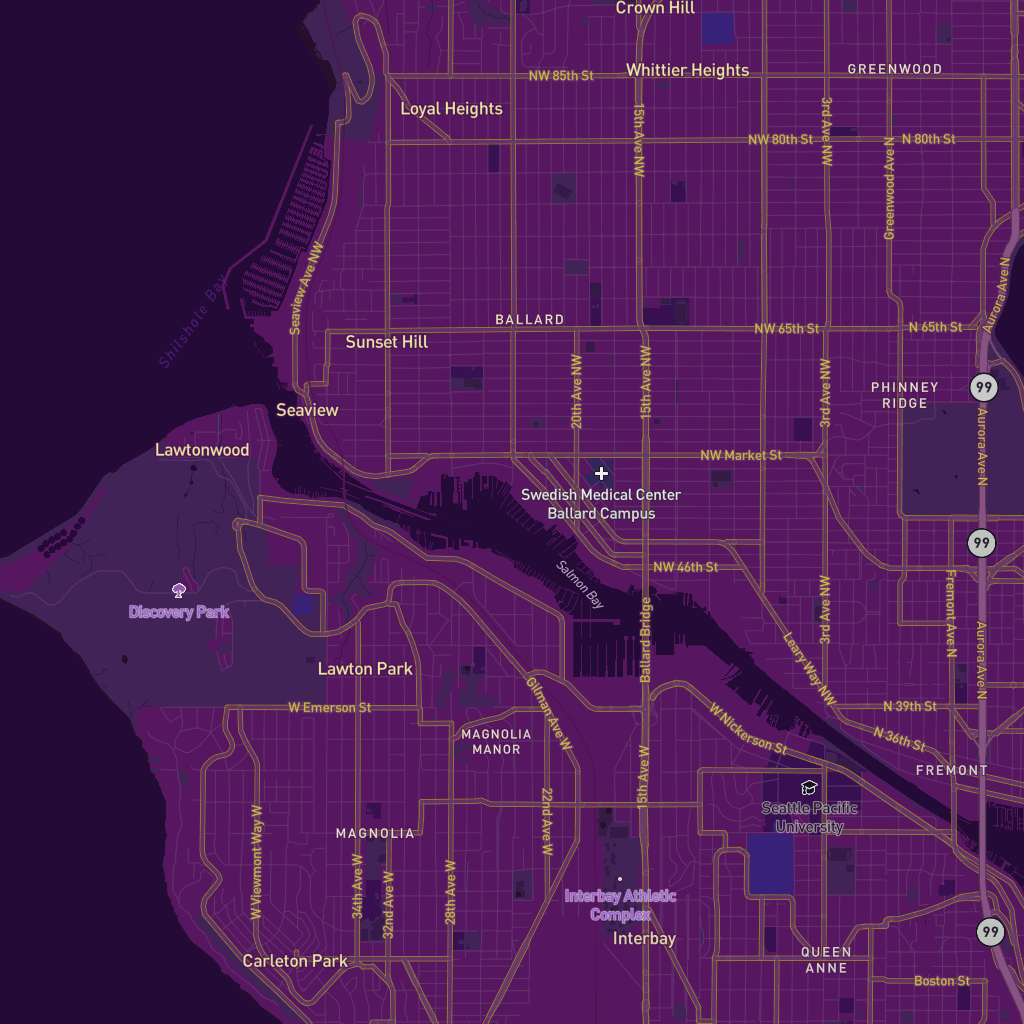 Crown Hill
NW 85th St
Whittier Heights
GREENWOOD
Loyal Heights
15th Ave NW
3rd Ave NW
NW 80th St
N 80th St
Greenwood Ave N
Seaview Ave NW
Shilshole Bay
Aurora Ave N
BALLARD
NW 65th St
N 65th St
Sunset Hill
20th Ave NW
15th Ave NW
3rd Ave NW
PHINNEY
RIDGE
99
Seaview
Aurora Ave N
Lawtonwood
NW Market St
Swedish Medical Center
Ballard Campus
99
Salmon Bay
NW 46th St
Discovery Park
Ballard Bridge
3rd Ave NW
Fremont Ave N
Aurora Ave N
Lawton Park
Leary Way NW
Gilman Ave W
W Emerson St
W Nickerson St
N 39th St
N 36th St
MAGNOLIA
MANOR
FREMONT
15th Ave W
22nd Ave W
Seattle Pacific
University
W Viewmont Way W
MAGNOLIA
34th Ave W
32nd Ave W
28th Ave W
Interbay Athletic
Complex
Interbay
99
Carleton Park
QUEEN
ANNE
Boston St